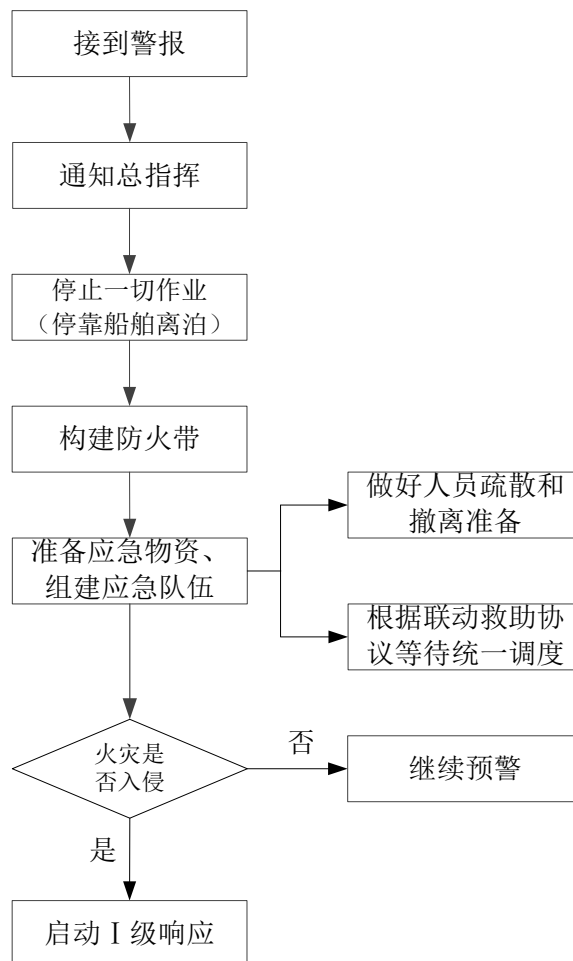 接到警报
通知总指挥
停止一切作业
（停靠船舶离泊）
构建防火带
做好人员疏散和
撤离准备
准备应急物资、
组建应急队伍
根据联动救助协
议等待统一调度
火灾是
否入侵
否
继续预警
是
启动Ⅰ级响应